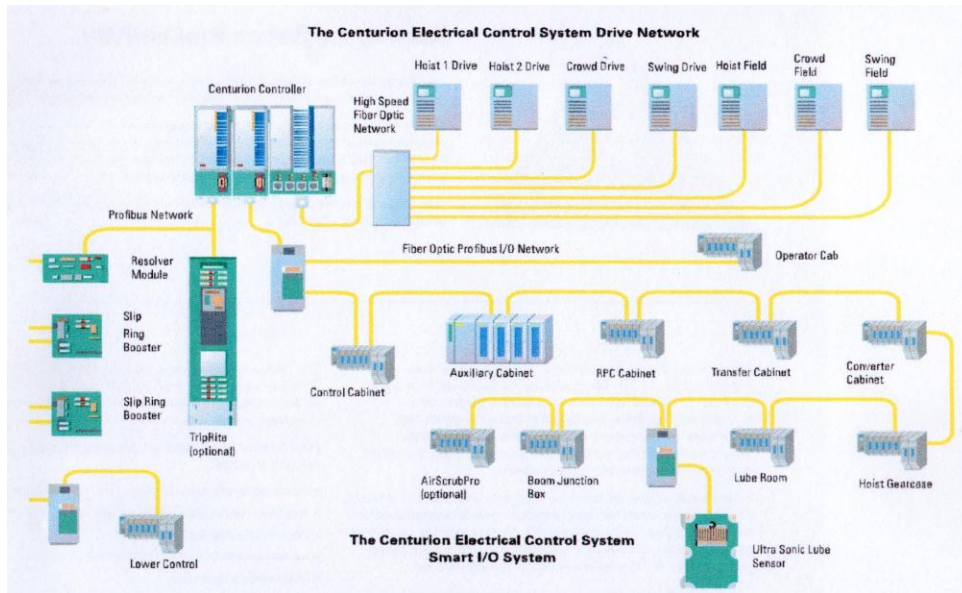 The Centurion Electrical Control System Drive Network
Hoist 1 Drive
Hoist 2 Drive
Crowd Drive
Swing Drive
Hoist Field
Crowd
Field
Swing
Field
Centurion Controller
High Speed
Fiber Optic
Network
Profibus Network
Fiber Optic Profibus I/O Network
Operator Cab
Resolver
Module
Slip
Ring
Booster
Control Cabinet
Auxiliary Cabinet
RPC Cabinet
Transfer Cabinet
Converter
Cabinet
Slip Ring
Booster
TripRite
(optional)
AirScrubPro
(optional)
Boom Junction
Box
Lube Room
Hoist Gearcase
Lower Control
The Centurion Electrical Control System
Smart I/O System
Ultra Sonic Lube
Sensor